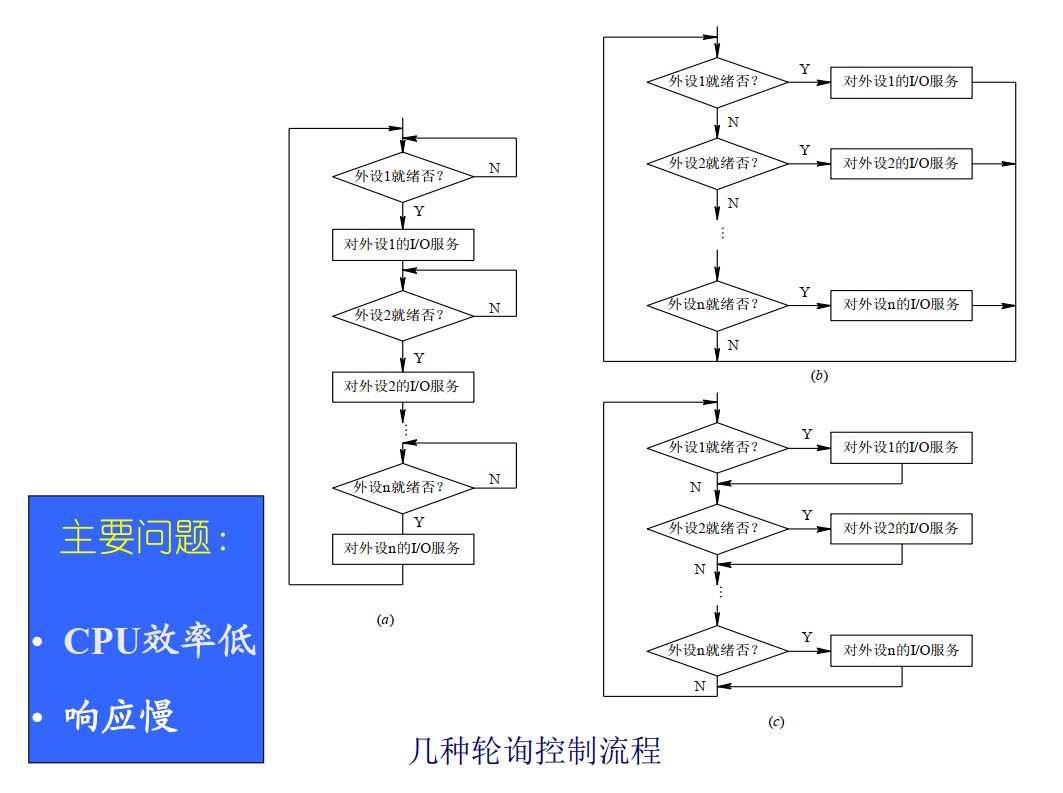 外设1就绪否?
N
Y
对外设1的I/O服务
外设2就绪否?
N
Y
对外设2的I/O服务
⋮
外设n就绪否?
N
Y
对外设n的I/O服务
(a)
外设1就绪否?
Y
对外设1的I/O服务
N
外设2就绪否?
Y
对外设2的I/O服务
N
⋮
外设n就绪否?
Y
对外设n的I/O服务
N
(b)
外设1就绪否?
Y
对外设1的I/O服务
N
外设2就绪否?
Y
对外设2的I/O服务
N
⋮
外设n就绪否?
Y
对外设n的I/O服务
N
(c)
主要问题:
• CPU效率低
• 响应慢
几种轮询控制流程